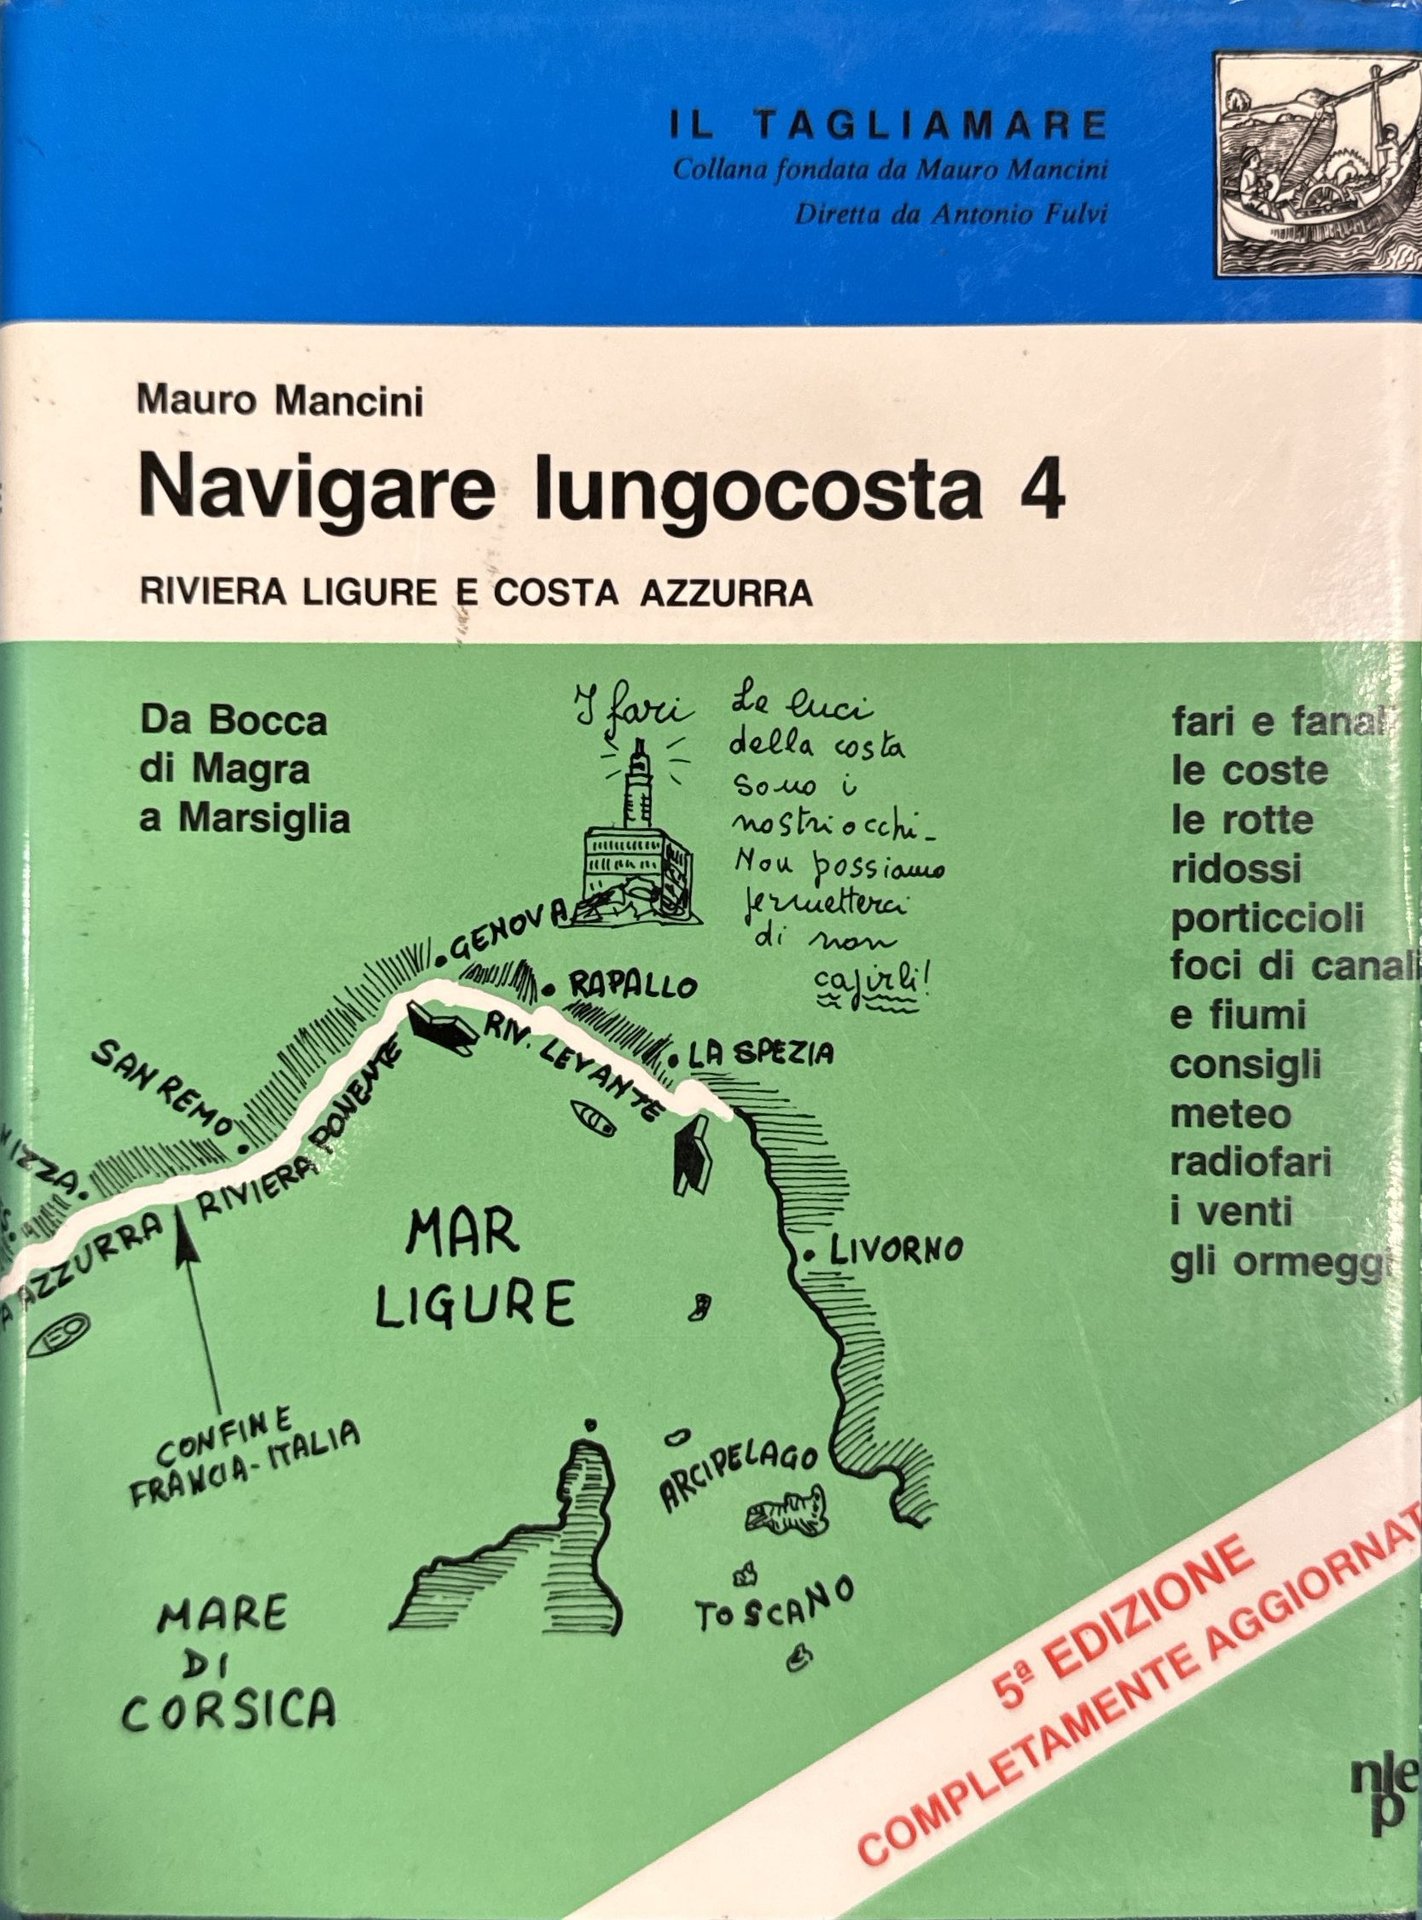 IL TAGLIAMARE
Collana fondata da Mauro Mancini
Diretta da Antonio Fulvi
Mauro Mancini
Navigare lungocosta 4
RIVIERA LIGURE E COSTA AZZURRA
Da Bocca
di Magra
a Marsiglia
I fari
Le luci
della costa
sono i
nostri occhi-
Non possiamo
permetterci
di non
capirli!
fari e fanali
le coste
le rotte
ridossi
porticcioli
foci di canali
e fiumi
consigli
meteo
radiofari
i venti
gli ormeggi
GENOVA
RAPALLO
LA SPEZIA
RIV. LEVANTE
SAN REMO
RIVIERA PONENTE
NIZZA
AZZURRA
MAR
LIGURE
LIVORNO
CONFINE
FRANCIA-ITALIA
ARCIPELAGO
TOSCANO
MARE
DI
CORSICA
5ª EDIZIONE
COMPLETAMENTE AGGIORNAT
nle
p